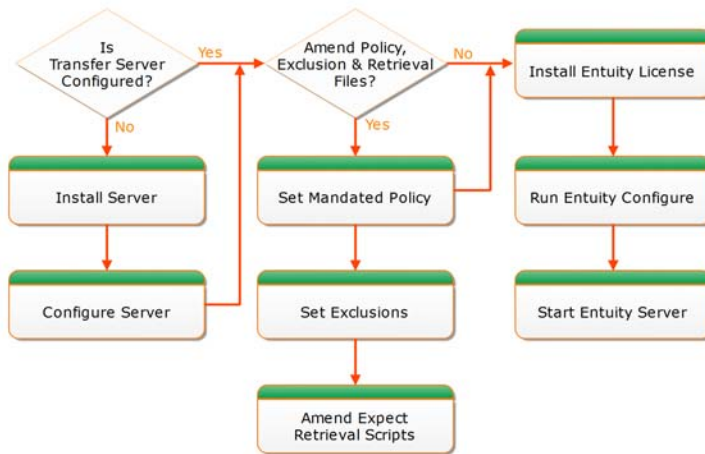 Is
Transfer Server
Configured?
Yes
No
Install Server
Configure Server
Amend Policy,
Exclusion & Retrieval
Files?
No
Yes
Set Mandated Policy
Set Exclusions
Amend Expect
Retrieval Scripts
Install Entuity License
Run Entuity Configure
Start Entuity Server